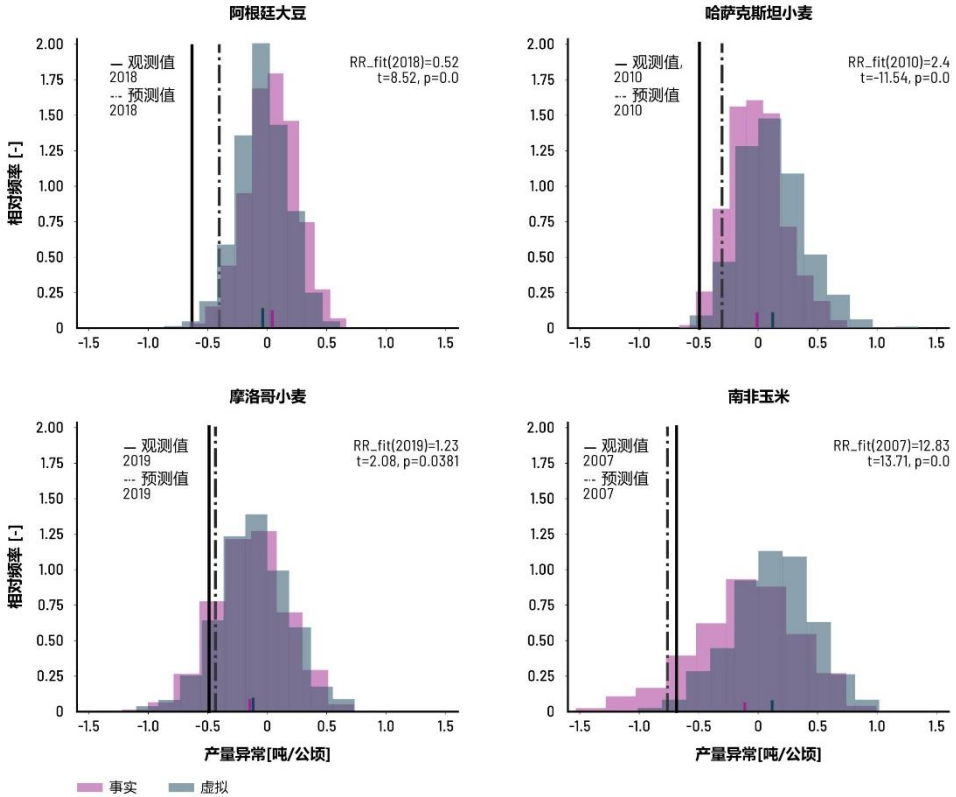 阿根廷大豆
2.00
1.75
1.50
1.25
1.00
0.75
0.50
0.25
0
相对频率 [-]
— 观测值
2018
-·- 预测值
2018
RR_fit(2018)=0.52
t=8.52, p=0.0
-1.5 -1.0 -0.5 0 0.5 1.0 1.5
哈萨克斯坦小麦
2.00
1.75
1.50
1.25
1.00
0.75
0.50
0.25
0
— 观测值,
2010
-·- 预测值
2010
RR_fit(2010)=2.4
t=-11.54, p=0.0
-1.5 -1.0 -0.5 0 0.5 1.0 1.5
摩洛哥小麦
2.00
1.75
1.50
1.25
1.00
0.75
0.50
0.25
0
相对频率 [-]
— 观测值
2019
-·- 预测值
2019
RR_fit(2019)=1.23
t=2.08, p=0.0381
-1.5 -1.0 -0.5 0 0.5 1.0 1.5
产量异常[吨/公顷]
南非玉米
2.00
1.75
1.50
1.25
1.00
0.75
0.50
0.25
0
— 观测值
2007
-·- 预测值
2007
RR_fit(2007)=12.83
t=13.71, p=0.0
-1.5 -1.0 -0.5 0 0.5 1.0 1.5
产量异常[吨/公顷]
事实 虚拟